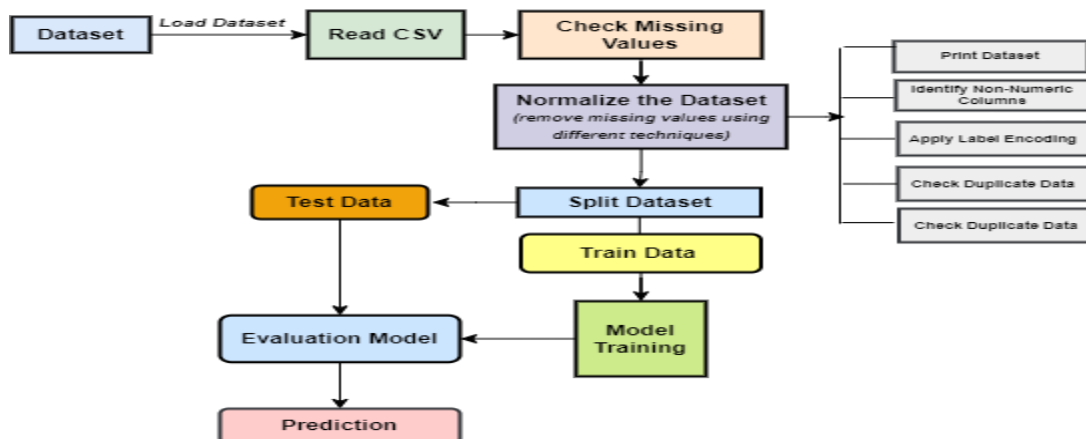 Dataset
Load Dataset
Read CSV
Check Missing
Values
Normalize the Dataset
(remove missing values using
different techniques)
Print Dataset
Identify Non-Numeric
Columns
Apply Label Encoding
Check Duplicate Data
Check Duplicate Data
Test Data
Split Dataset
Train Data
Evaluation Model
Model
Training
Prediction